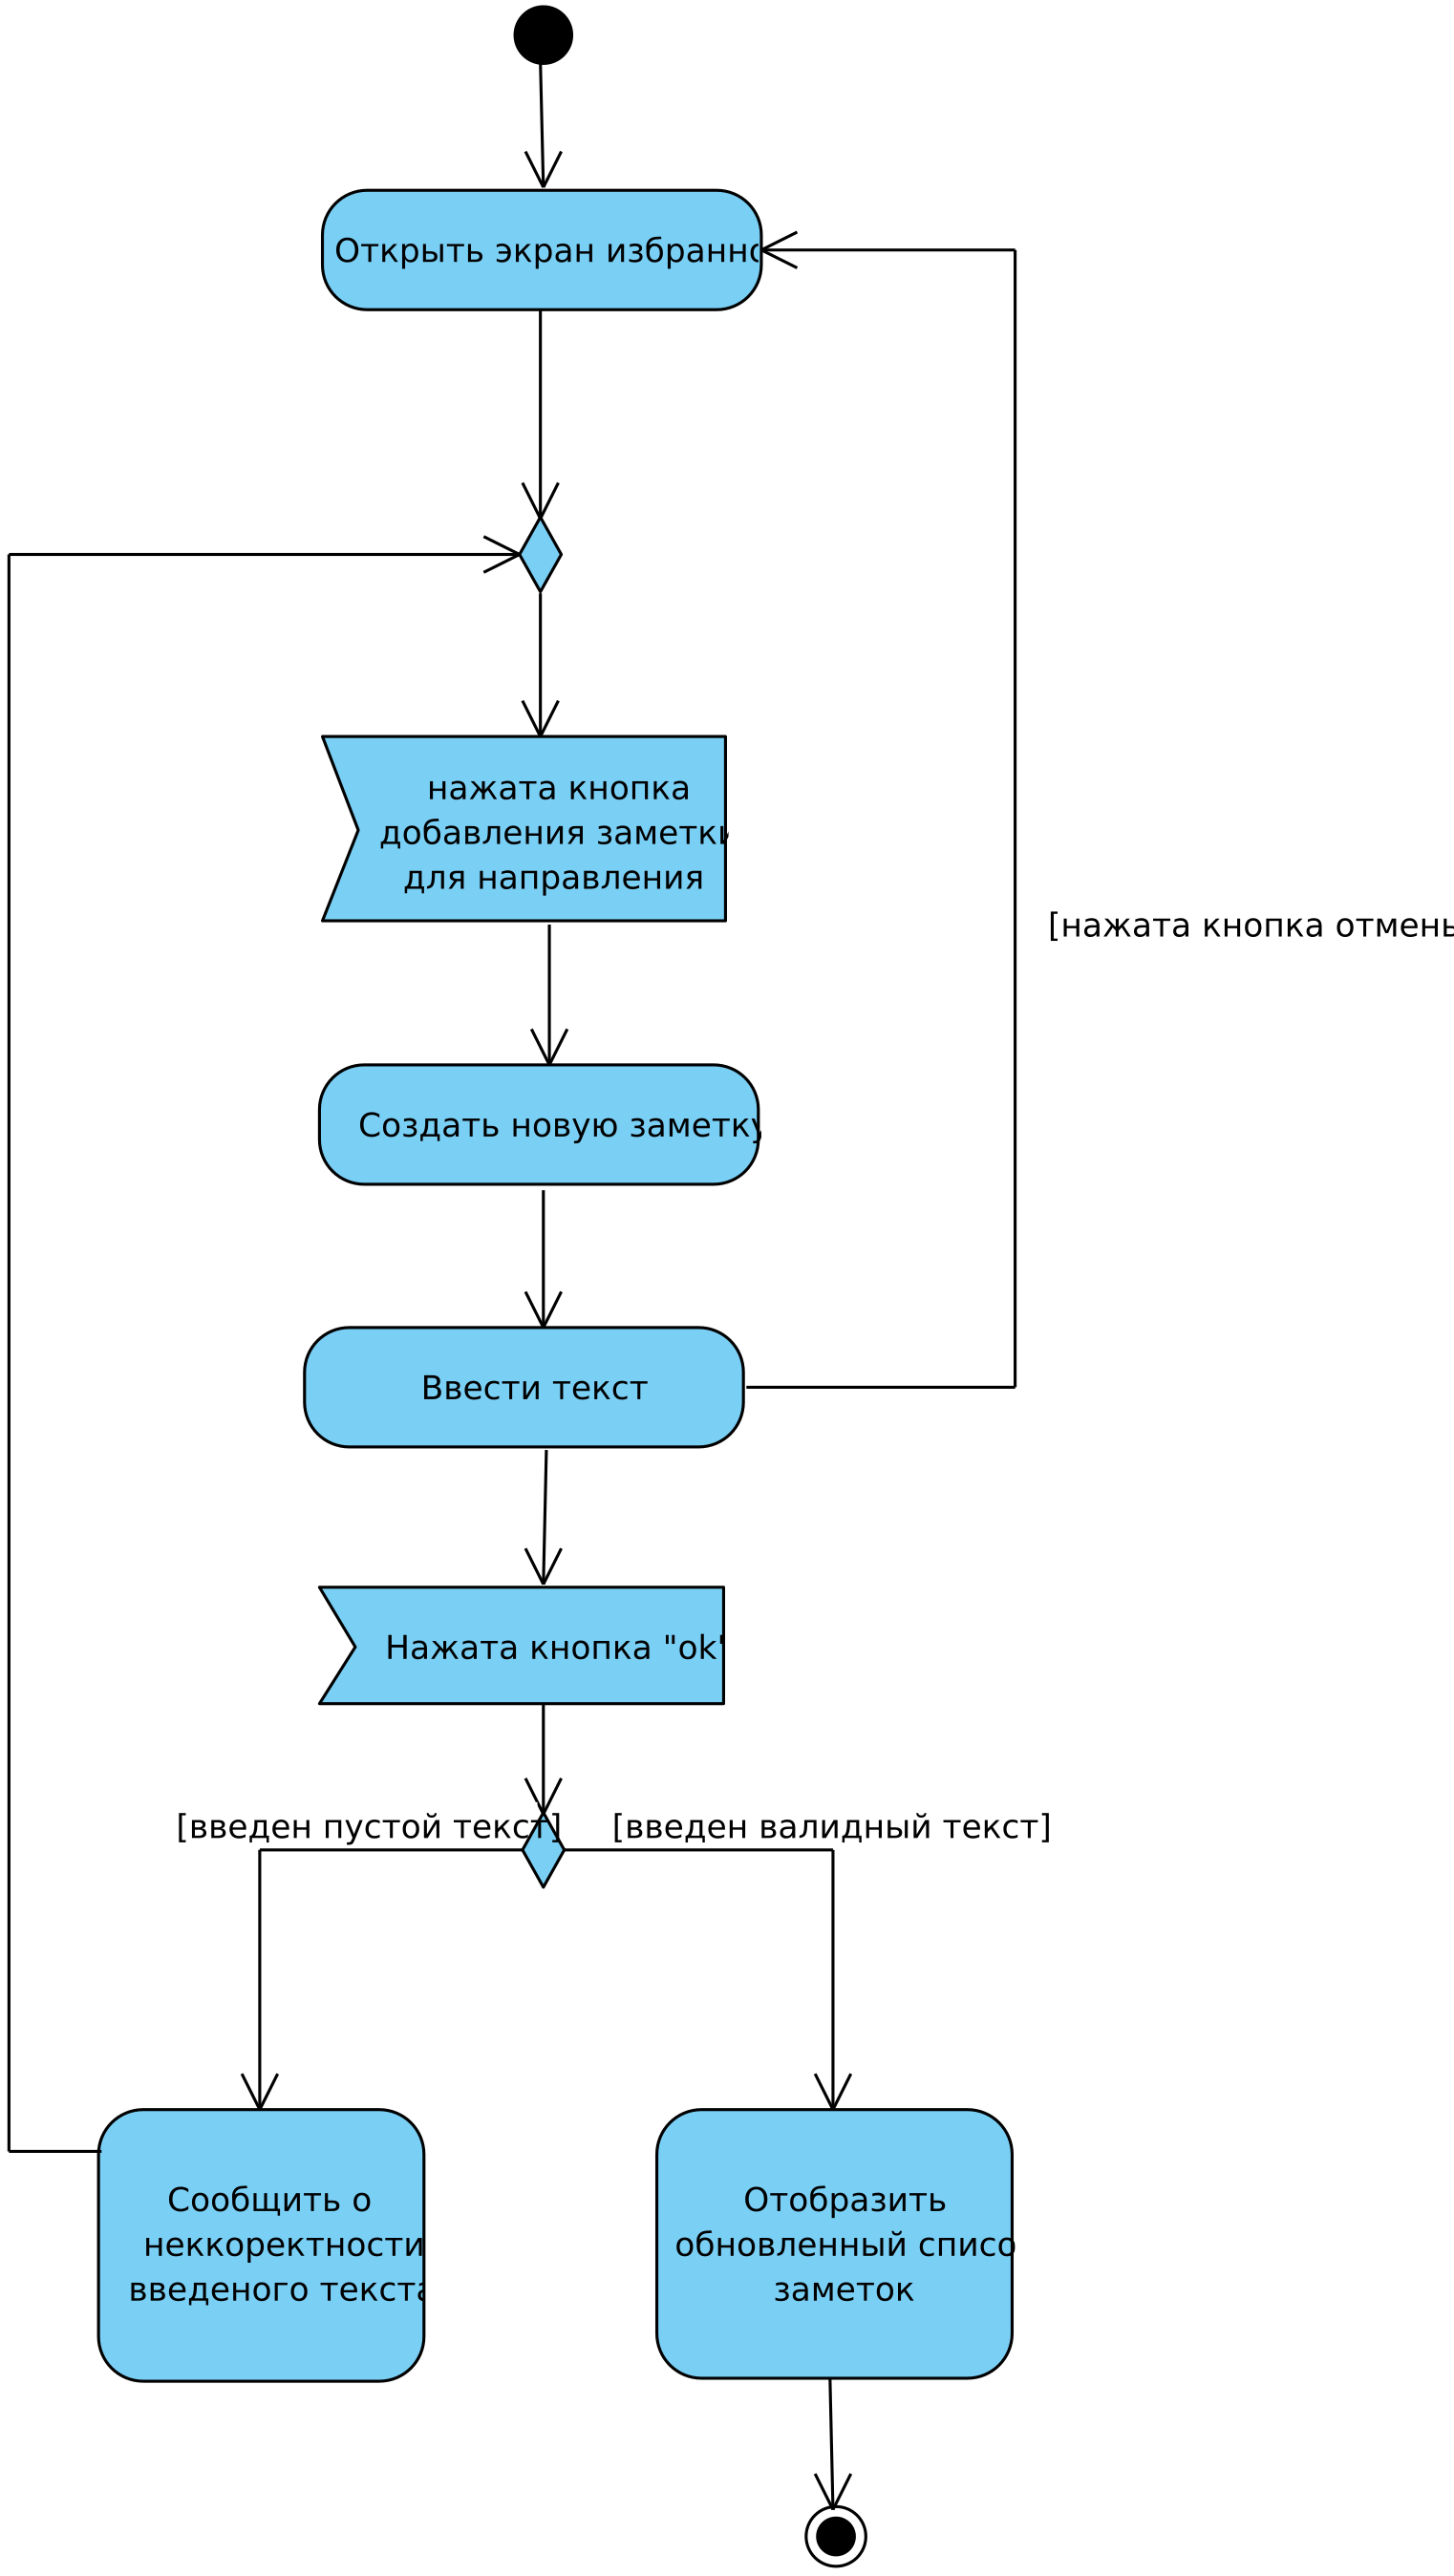 Открыть экран избранно
нажата кнопка
добавления заметки
для направления
[нажата кнопка отмены
Создать новую заметку
Ввести текст
Нажата кнопка "ok"
[введен пустой текст]
[введен валидный текст]
Сообщить о
неккоректности
введеного текста
Отобразить
обновленный списо
заметок